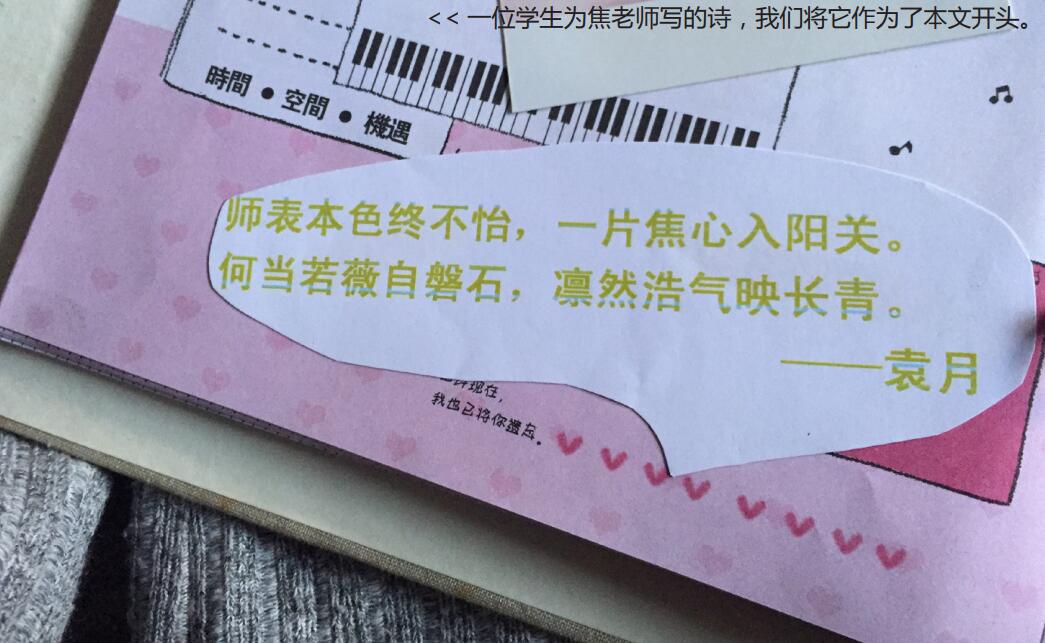 << 一位学生为焦老师写的诗，我们将它作为了本文开头。
時間 ● 空間 ● 機遇
师表本色终不怡，一片焦心入阳关。
何当若薇自磐石，凛然浩气映长青。
——袁月
现在，
我也已将你遗忘。